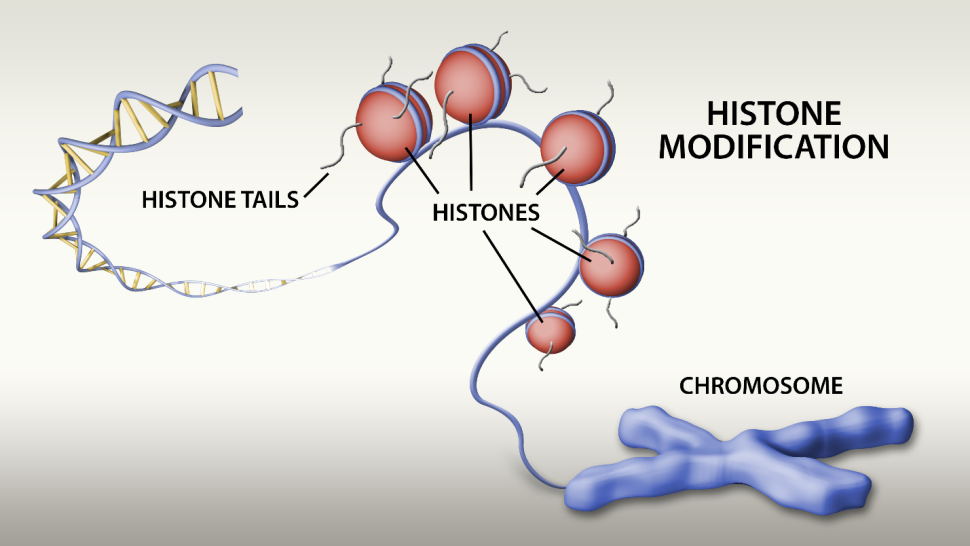 HISTONE
MODIFICATION
HISTONE TAILS
HISTONES
CHROMOSOME